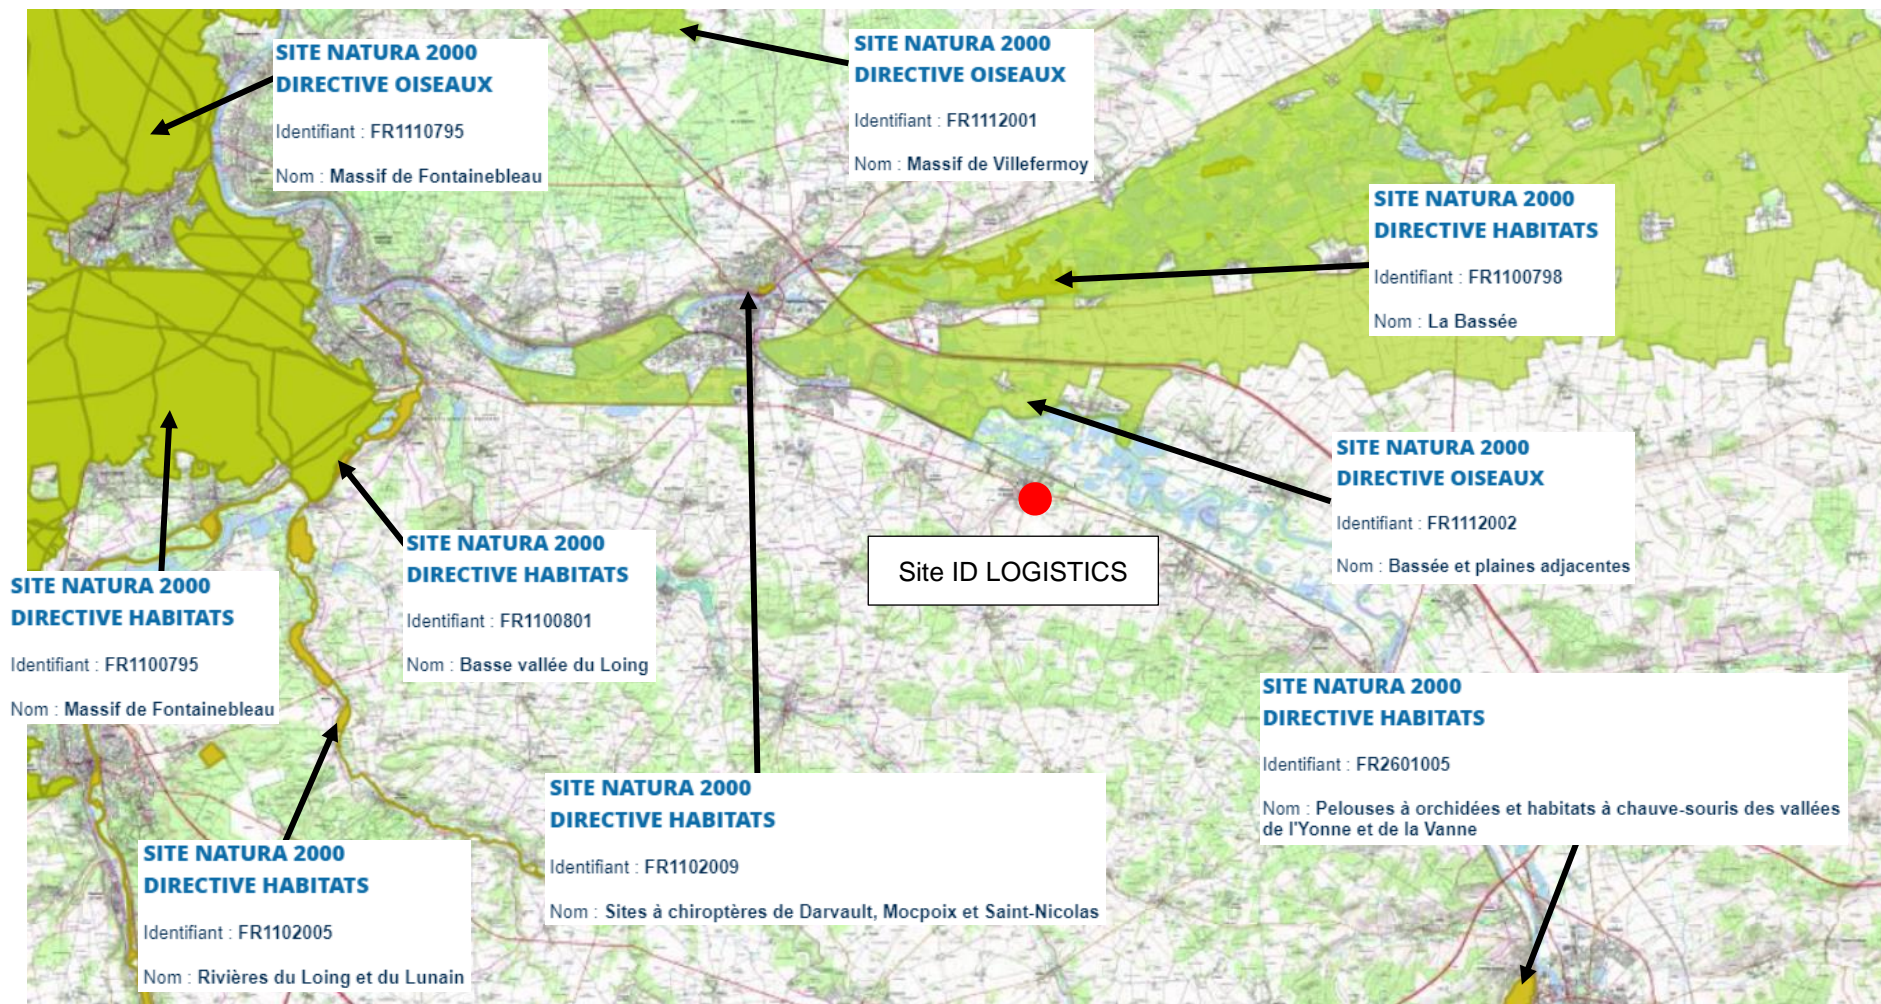 SITE NATURA 2000
DIRECTIVE OISEAUX
Identifiant : FR1110795
Nom : Massif de Fontainebleau
SITE NATURA 2000
DIRECTIVE OISEAUX
Identifiant : FR1112001
Nom : Massif de Villefermoy
SITE NATURA 2000
DIRECTIVE HABITATS
Identifiant : FR1100798
Nom : La Bassée
SITE NATURA 2000
DIRECTIVE OISEAUX
Identifiant : FR1112002
Nom : Bassée et plaines adjacentes
Site ID LOGISTICS
SITE NATURA 2000
DIRECTIVE HABITATS
Identifiant : FR1100795
Nom : Massif de Fontainebleau
SITE NATURA 2000
DIRECTIVE HABITATS
Identifiant : FR1100801
Nom : Basse vallée du Loing
SITE NATURA 2000
DIRECTIVE HABITATS
Identifiant : FR2601005
Nom : Pelouses à orchidées et habitats à chauve-souris des vallées
de l'Yonne et de la Vanne
SITE NATURA 2000
DIRECTIVE HABITATS
Identifiant : FR1102009
Nom : Sites à chiroptères de Darvault, Mocpoix et Saint-Nicolas
SITE NATURA 2000
DIRECTIVE HABITATS
Identifiant : FR1102005
Nom : Rivières du Loing et du Lunain